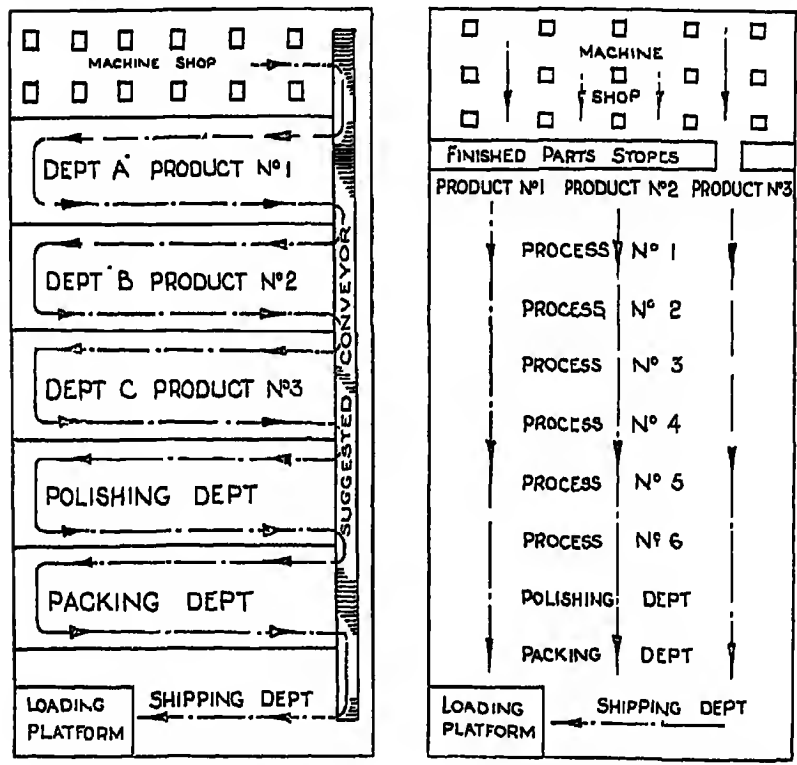 MACHINE SHOP
DEPT A PRODUCT Nº1
DEPT B PRODUCT Nº2
DEPT C PRODUCT Nº3
POLISHING DEPT
PACKING DEPT
SHIPPING DEPT
LOADING
PLATFORM
SUGGESTED CONVEYOR
MACHINE
SHOP
FINISHED PARTS STOPES
PRODUCT Nº1 PRODUCT Nº2 PRODUCT Nº3
PROCESS Nº 1
PROCESS Nº 2
PROCESS Nº 3
PROCESS Nº 4
PROCESS Nº 5
PROCESS Nº 6
POLISHING DEPT
PACKING DEPT
SHIPPING DEPT
LOADING
PLATFORM